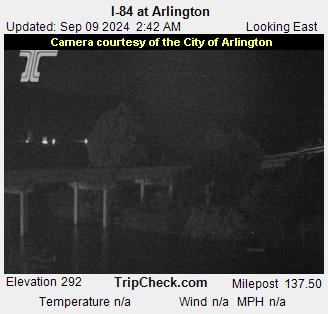 I-84 at Arlington
Updated: Sep 09 2024 2:42 AM Looking East
Camera courtesy of the City of Arlington
Elevation 292 TripCheck.com Milepost 137.50
Temperature n/a Wind n/a MPH n/a